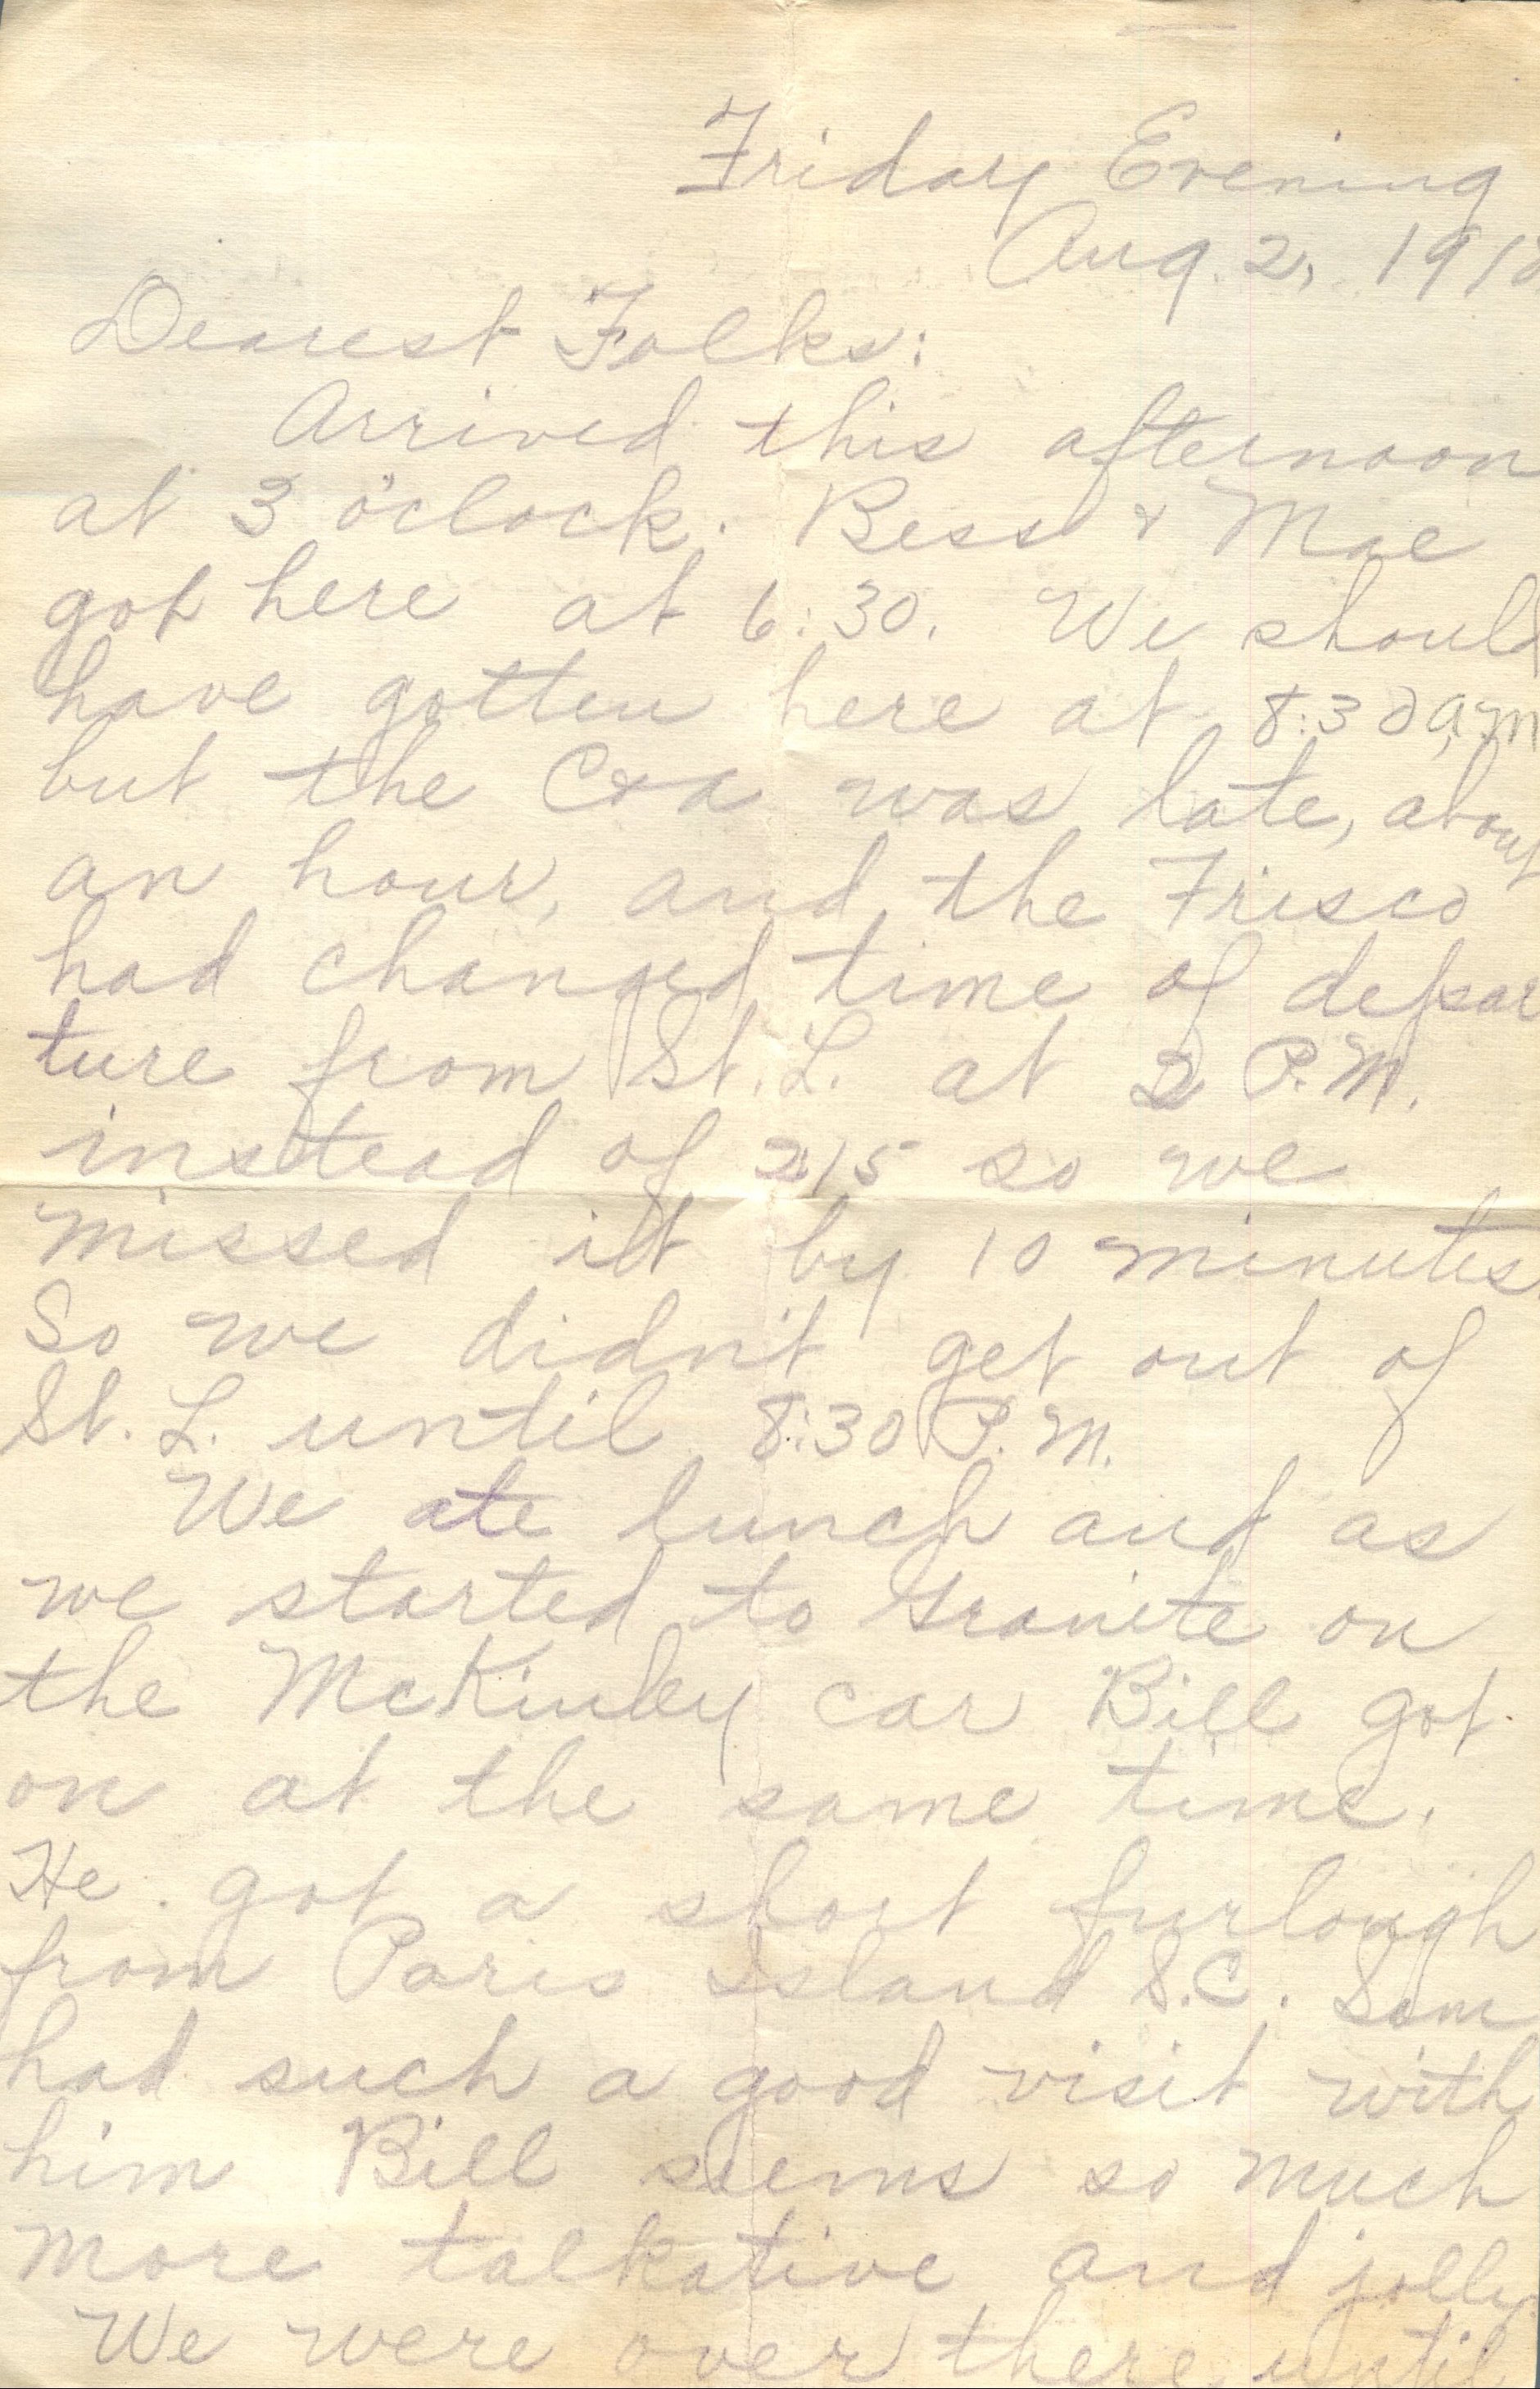 Friday Evening
Aug. 2, 1918
Dearest Folks:
Arrived this afternoon
at 3 o'clock. Bess & Mae
got here at 6:30. We should
have gotten here at 8:30 a.m
but the C&A was late, about
an hour, and the Frisco
had changed time of depar
ture from St. L. at 2 P.M.
instead of 215 so we
missed it by 10 minutes.
So we didn't get out of
St. L. until 8:30 P.M.
We ate lunch and as
we started to Granite on
the McKinley car Bill got
on at the same time.
He got a short furlough
from Paris Island S.C. Sam
had such a good visit with
him Bill seems so much
more talkative and jolly
We were over there until